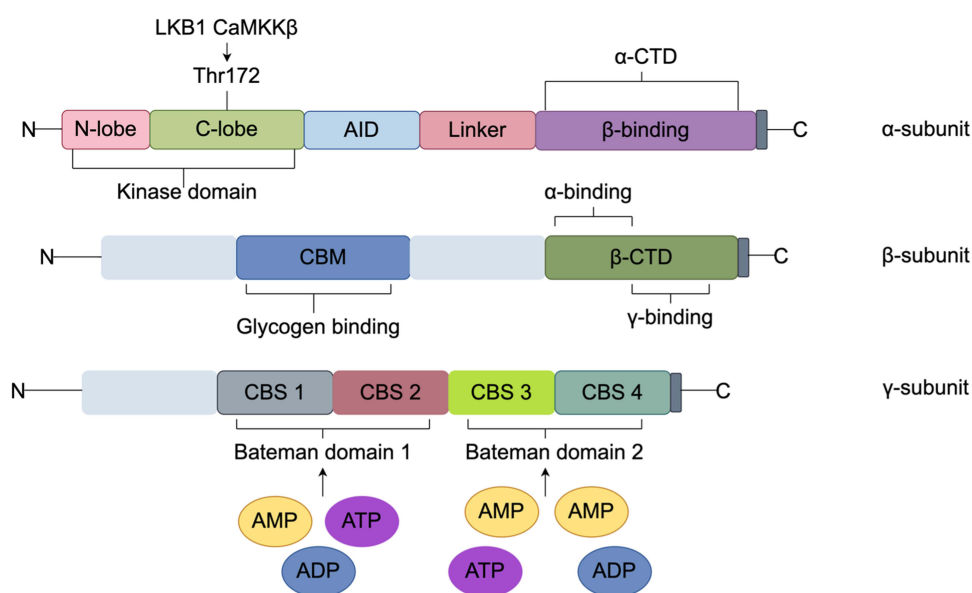 LKB1 CaMKKβ
Thr172
α-CTD
N N-lobe C-lobe AID Linker β-binding C α-subunit
Kinase domain
α-binding
N CBM β-CTD C β-subunit
Glycogen binding
γ-binding
N CBS 1 CBS 2 CBS 3 CBS 4 C γ-subunit
Bateman domain 1 Bateman domain 2
AMP ATP AMP AMP
ADP ATP ADP